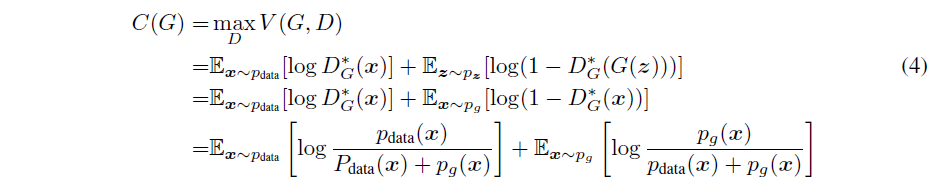 C(G) = max_D V(G, D)
=𝔼_{x∼p_data}[log D*_G(x)] + 𝔼_{z∼p_z}[log(1 − D*_G(G(z)))] (4)
=𝔼_{x∼p_data}[log D*_G(x)] + 𝔼_{x∼p_g}[log(1 − D*_G(x))]
=𝔼_{x∼p_data} [log p_data(x) / (P_data(x) + p_g(x))] + 𝔼_{x∼p_g} [log p_g(x) / (p_data(x) + p_g(x))]